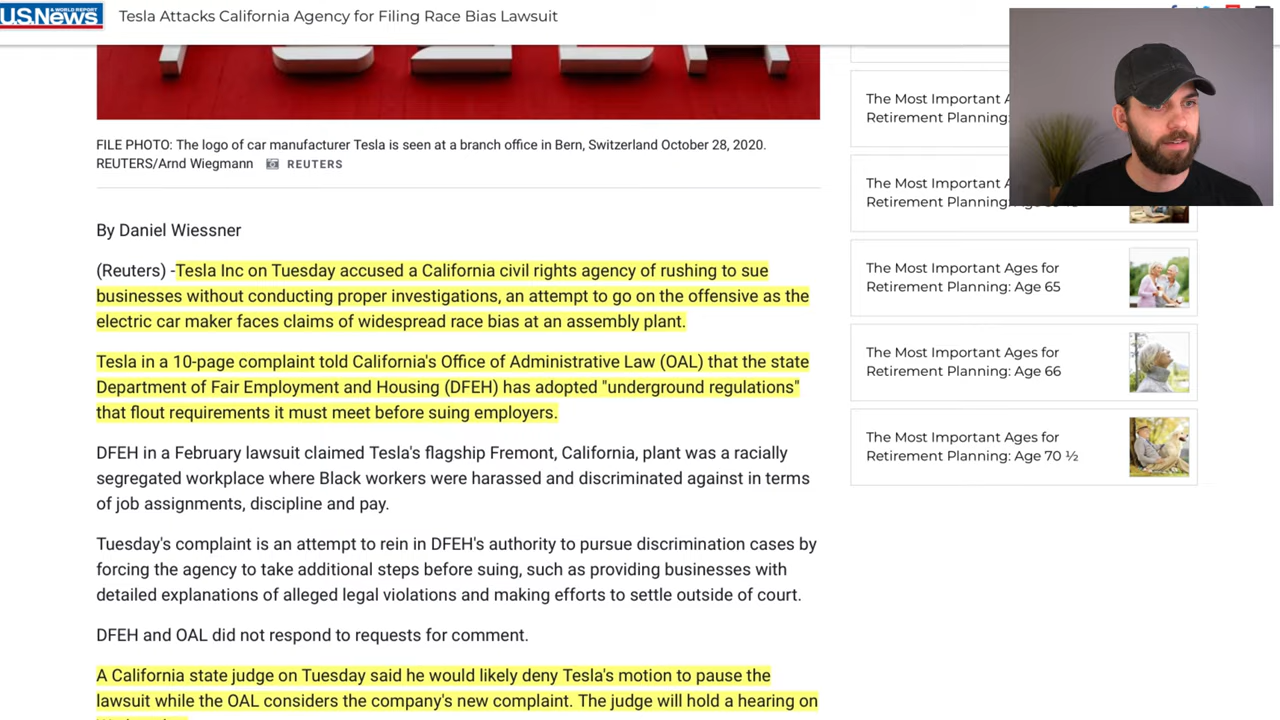 U.S.News
& WORLD REPORT
Tesla Attacks California Agency for Filing Race Bias Lawsuit
FILE PHOTO: The logo of car manufacturer Tesla is seen at a branch office in Bern, Switzerland October 28, 2020.
REUTERS/Arnd Wiegmann REUTERS
By Daniel Wiessner
(Reuters) -Tesla Inc on Tuesday accused a California civil rights agency of rushing to sue
businesses without conducting proper investigations, an attempt to go on the offensive as the
electric car maker faces claims of widespread race bias at an assembly plant.
Tesla in a 10-page complaint told California's Office of Administrative Law (OAL) that the state
Department of Fair Employment and Housing (DFEH) has adopted "underground regulations"
that flout requirements it must meet before suing employers.
DFEH in a February lawsuit claimed Tesla's flagship Fremont, California, plant was a racially
segregated workplace where Black workers were harassed and discriminated against in terms
of job assignments, discipline and pay.
Tuesday's complaint is an attempt to rein in DFEH's authority to pursue discrimination cases by
forcing the agency to take additional steps before suing, such as providing businesses with
detailed explanations of alleged legal violations and making efforts to settle outside of court.
DFEH and OAL did not respond to requests for comment.
A California state judge on Tuesday said he would likely deny Tesla's motion to pause the
lawsuit while the OAL considers the company's new complaint. The judge will hold a hearing on
The Most Important
Retirement Planning:
The Most Important
Retirement Planning:
The Most Important Ages for
Retirement Planning: Age 65
The Most Important Ages for
Retirement Planning: Age 66
The Most Important Ages for
Retirement Planning: Age 70 ½